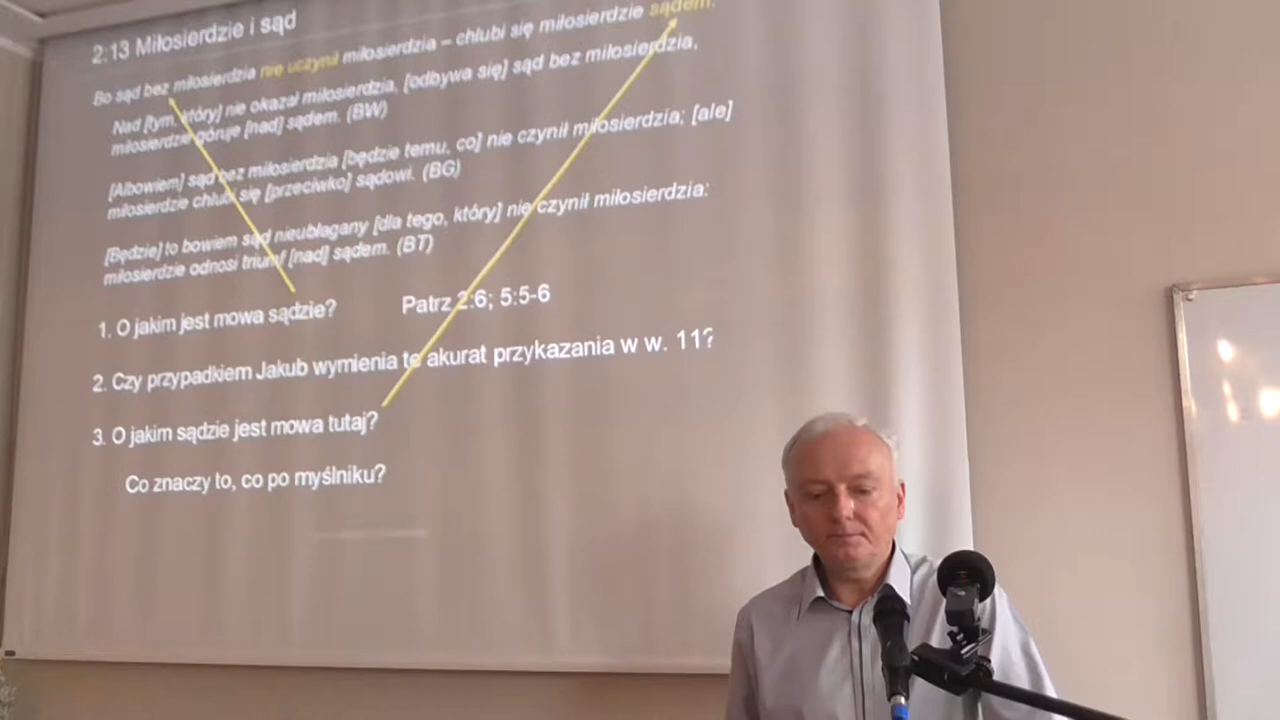 2:13 Miłosierdzie i sąd
Bo sąd bez miłosierdzia nie uczynił miłosierdzia – chlubi się miłosierdzie sądem.
Nad [tym, który] nie okazał miłosierdzia, [odbywa się] sąd bez miłosierdzia,
miłosierdzie góruje [nad] sądem. (BW)
[Albowiem] sąd bez miłosierdzia [będzie temu, co] nie czynił miłosierdzia; [ale]
miłosierdzie chlubi się [przeciwko] sądowi. (BG)
[Będzie] to bowiem sąd nieubłagany [dla tego, który] nie czynił miłosierdzia:
miłosierdzie odnosi triumf [nad] sądem. (BT)
1. O jakim jest mowa sądzie? Patrz 2:6; 5:5-6
2. Czy przypadkiem Jakub wymienia te akurat przykazania w w. 11?
3. O jakim sądzie jest mowa tutaj?
Co znaczy to, co po myślniku?